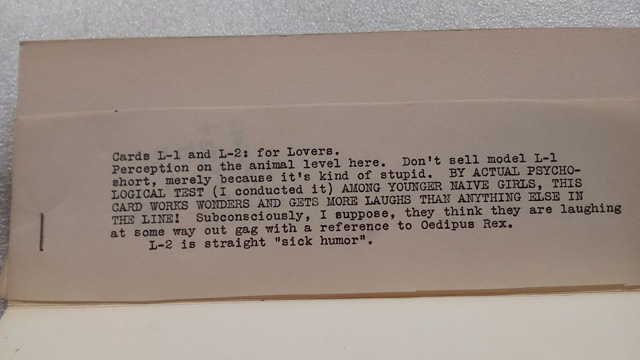 Cards L-1 and L-2: for Lovers.
Perception on the animal level here. Don't sell model L-1
short, merely because it's kind of stupid. BY ACTUAL PSYCHO-
LOGICAL TEST (I conducted it) AMONG YOUNGER NAIVE GIRLS, THIS
CARD WORKS WONDERS AND GETS MORE LAUGHS THAN ANYTHING ELSE IN
THE LINE! Subconsciously, I suppose, they think they are laughing
at some way out gag with a reference to Oedipus Rex.
L-2 is straight "sick humor".